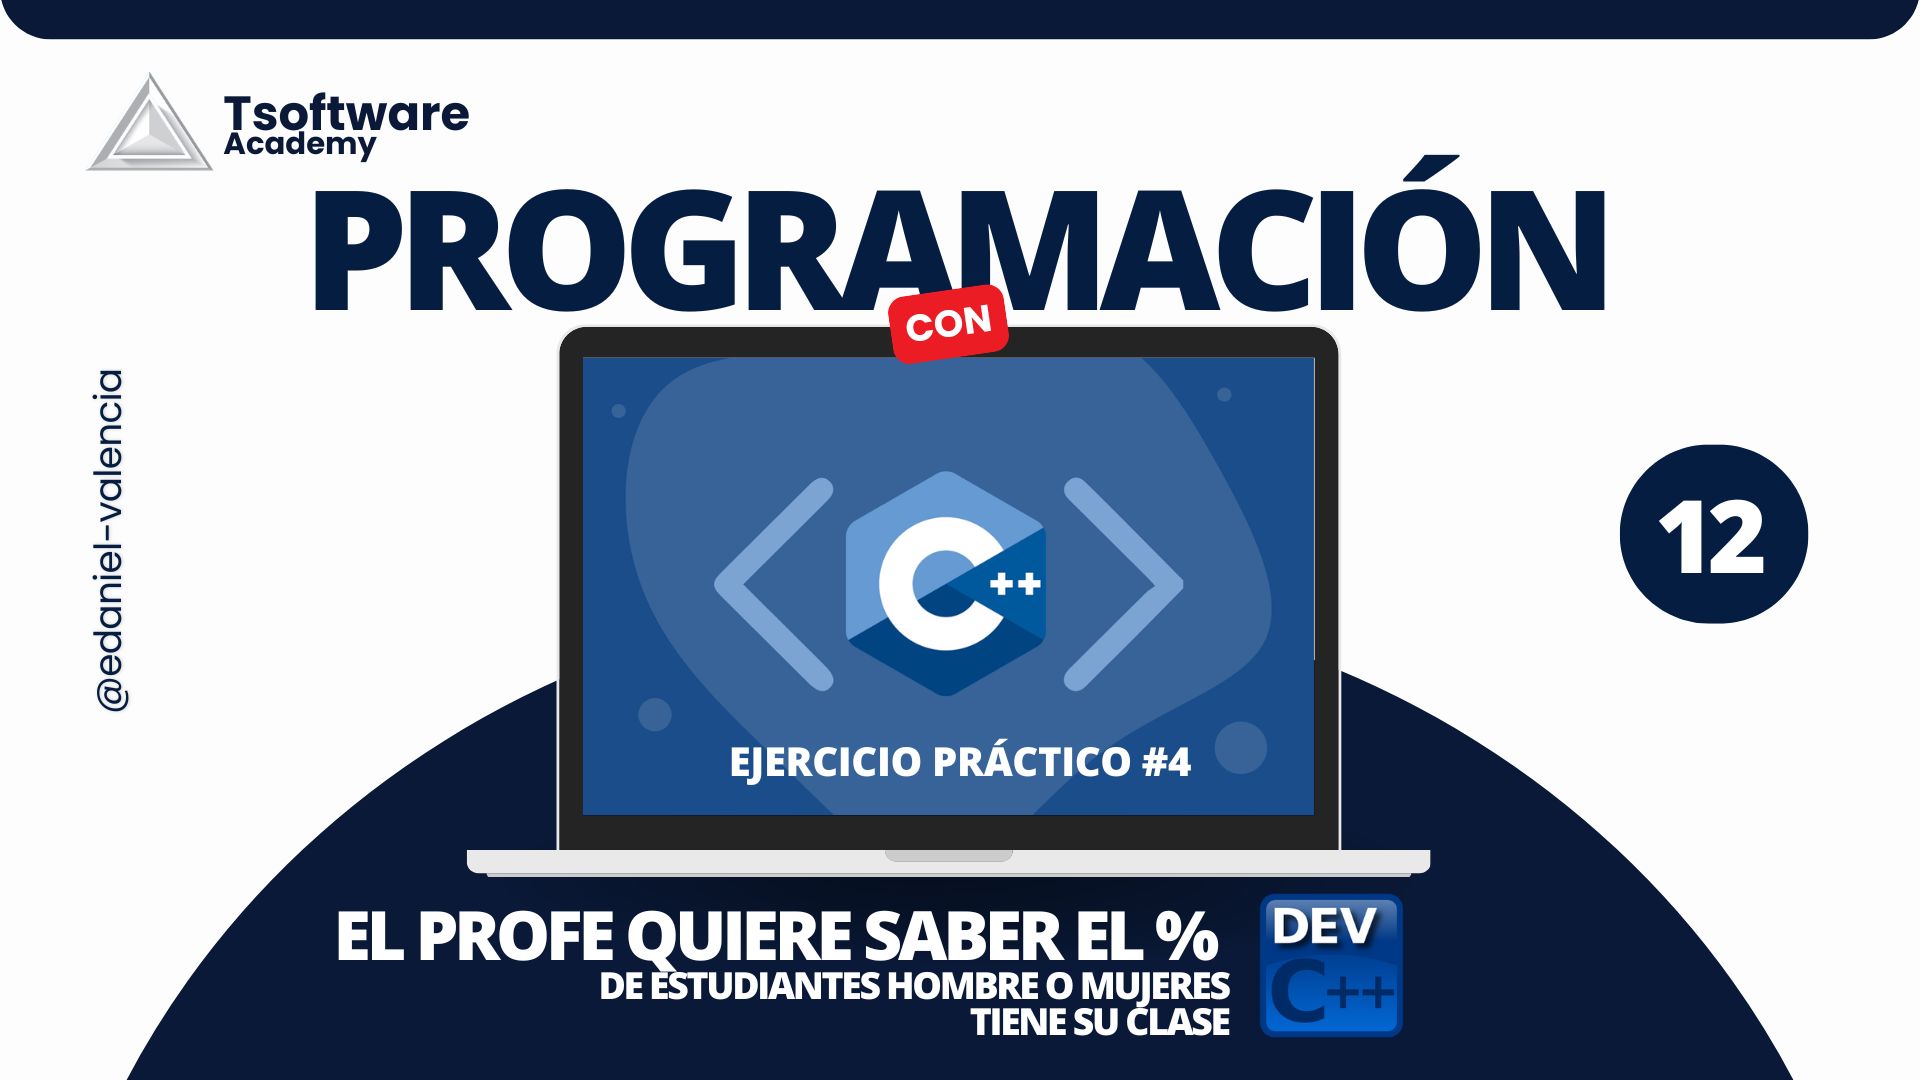 Tsoftware
Academy
PROGRAMACIÓN
CON
@edaniel-valencia
C++
12
EJERCICIO PRÁCTICO #4
EL PROFE QUIERE SABER EL %
DE ESTUDIANTES HOMBRE O MUJERES
TIENE SU CLASE
DEV
C++